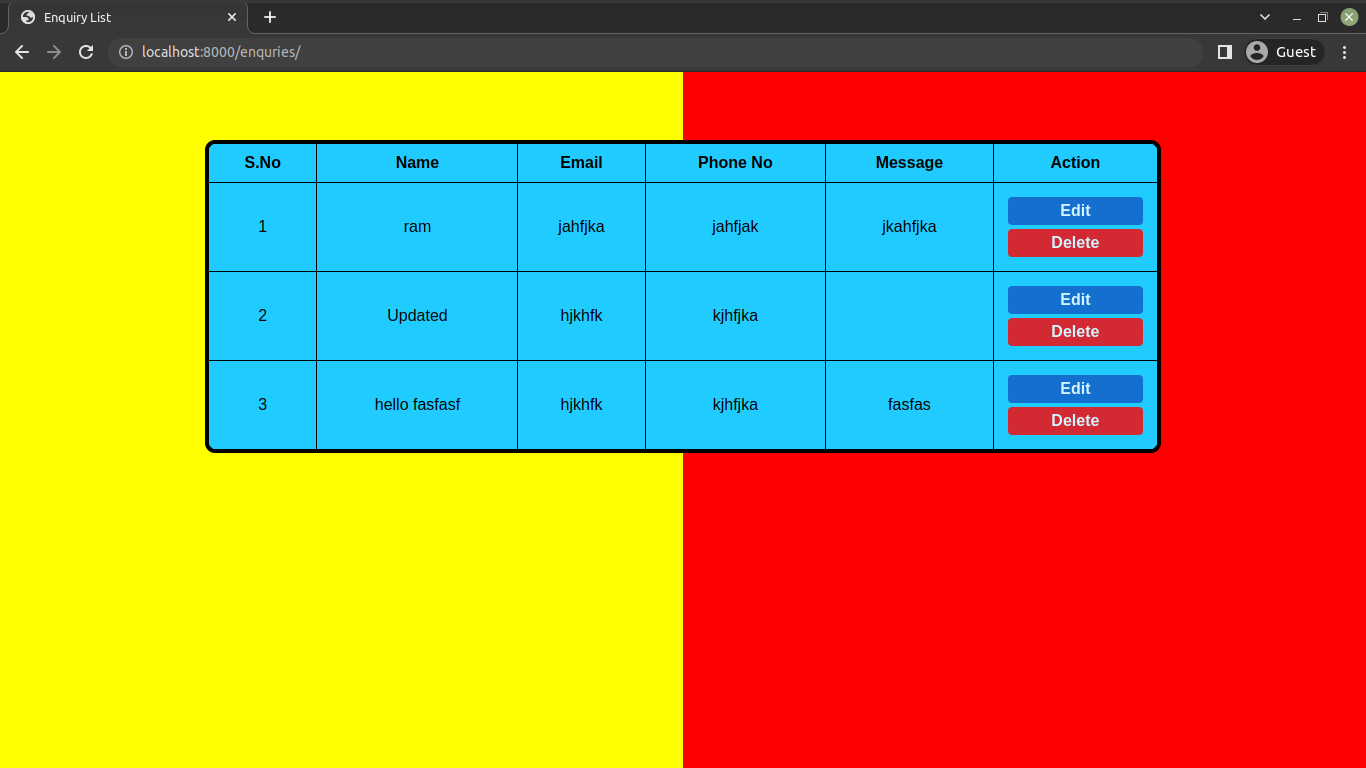 Enquiry List
localhost:8000/enquries/
Guest
S.No Name Email Phone No Message Action
1 ram jahfjka jahfjak jkahfjka Edit
Delete
2 Updated hjkhfk kjhfjka Edit
Delete
3 hello fasfasf hjkhfk kjhfjka fasfas Edit
Delete